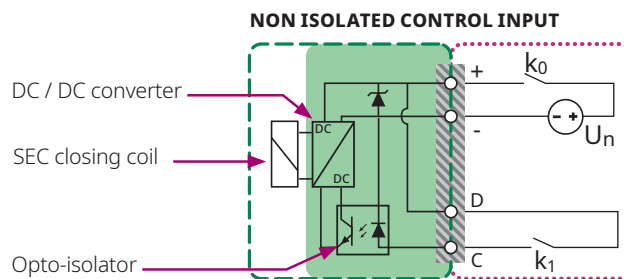 NON ISOLATED CONTROL INPUT
DC / DC converter
SEC closing coil
Opto-isolator
DC
DC
+
-
D
C
k0
- +
Un
k1